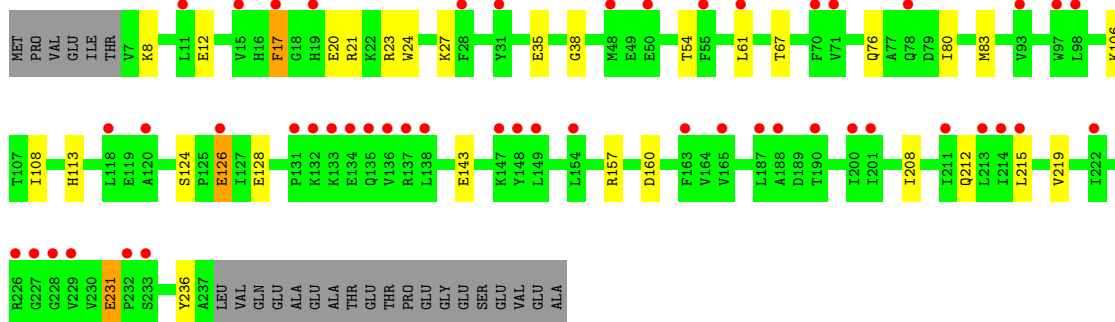 MET PRO VAL GLU ILE THR V7 K8 L11 E12 V15 H16 F17 G18 H19 E20 R21 K22 R23 W24 K27 F28 Y31 E35 G38 M48 E49 E50 T54 F55 L61 T67 F70 V71 Q76 A77 Q78 D79 I80 M83 V93 W97 L98 K106
T107 I108 H113 L118 E119 A120 S124 P125 E126 I127 E128 P131 K132 K133 E134 Q135 V136 R137 L138 E143 K147 Y148 L149 L154 R157 D160 F163 V164 V165 L187 A188 D189 T190 I200 I201 I208 I211 Q212 L213 I214 L215 V219 I222
R226 G227 G228 V229 V230 E231 P232 S233 Y236 A237 LEU VAL GLN GLU ALA GLU ALA THR GLU THR PRO GLU GLY GLU SER GLU VAL GLU ALA